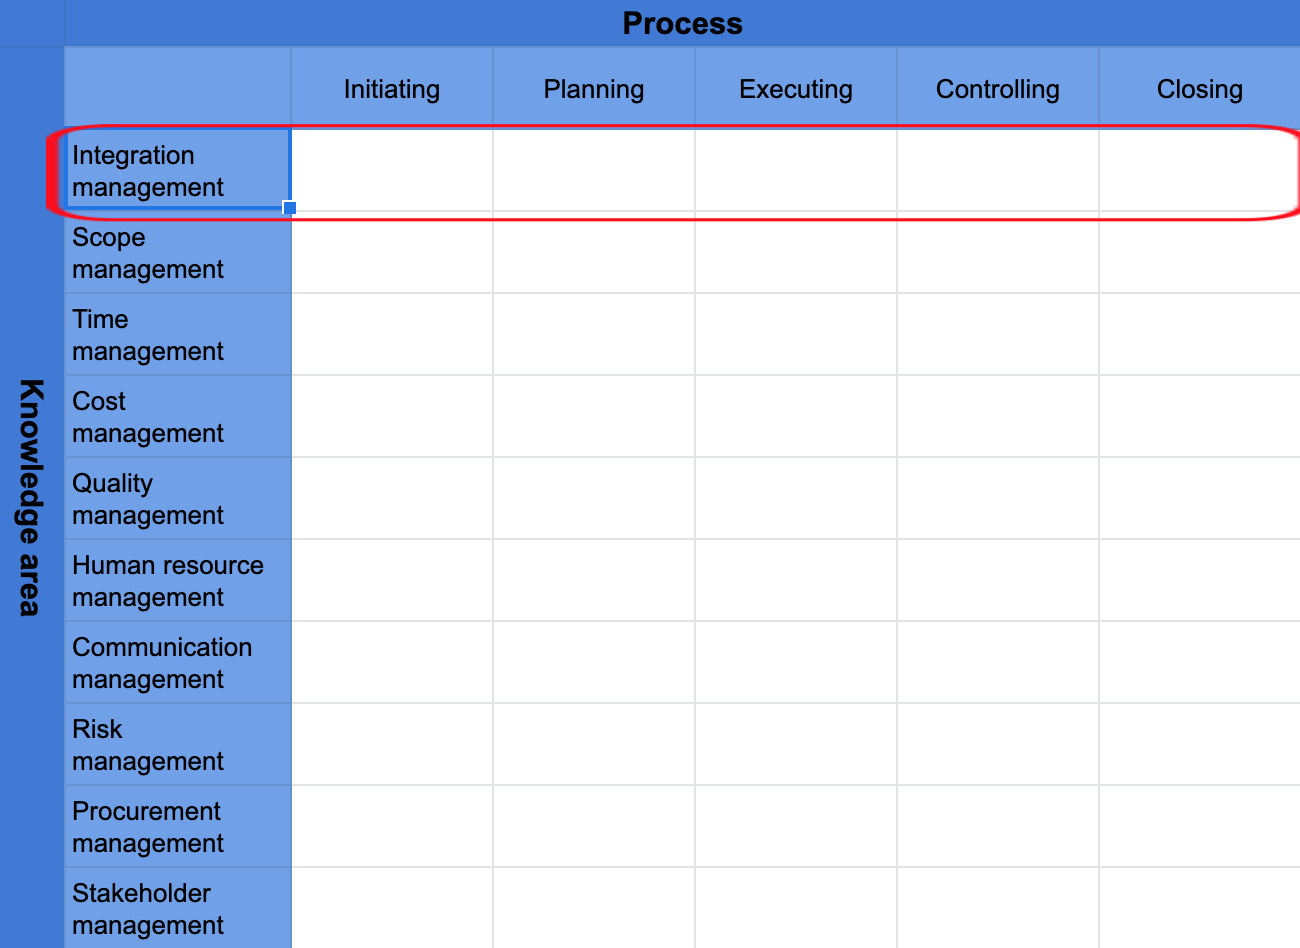 Process
Initiating Planning Executing Controlling Closing
Knowledge area
Integration
management
Scope
management
Time
management
Cost
management
Quality
management
Human resource
management
Communication
management
Risk
management
Procurement
management
Stakeholder
management